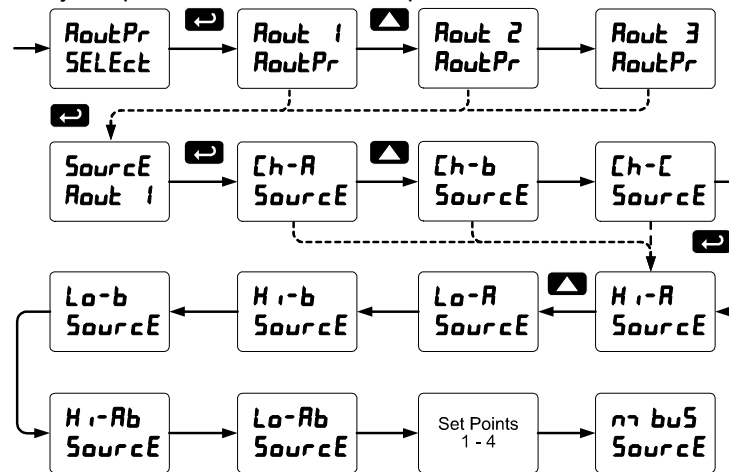 AoutPr
SELEct
Aout 1
AoutPr
Aout 2
AoutPr
Aout 3
AoutPr
SourcE
Aout 1
Ch-A
SourcE
Ch-b
SourcE
Ch-C
SourcE
Lo-b
SourcE
Hi-b
SourcE
Lo-A
SourcE
Hi-A
SourcE
Hi-Ab
SourcE
Lo-Ab
SourcE
Set Points
1 - 4
SourcE